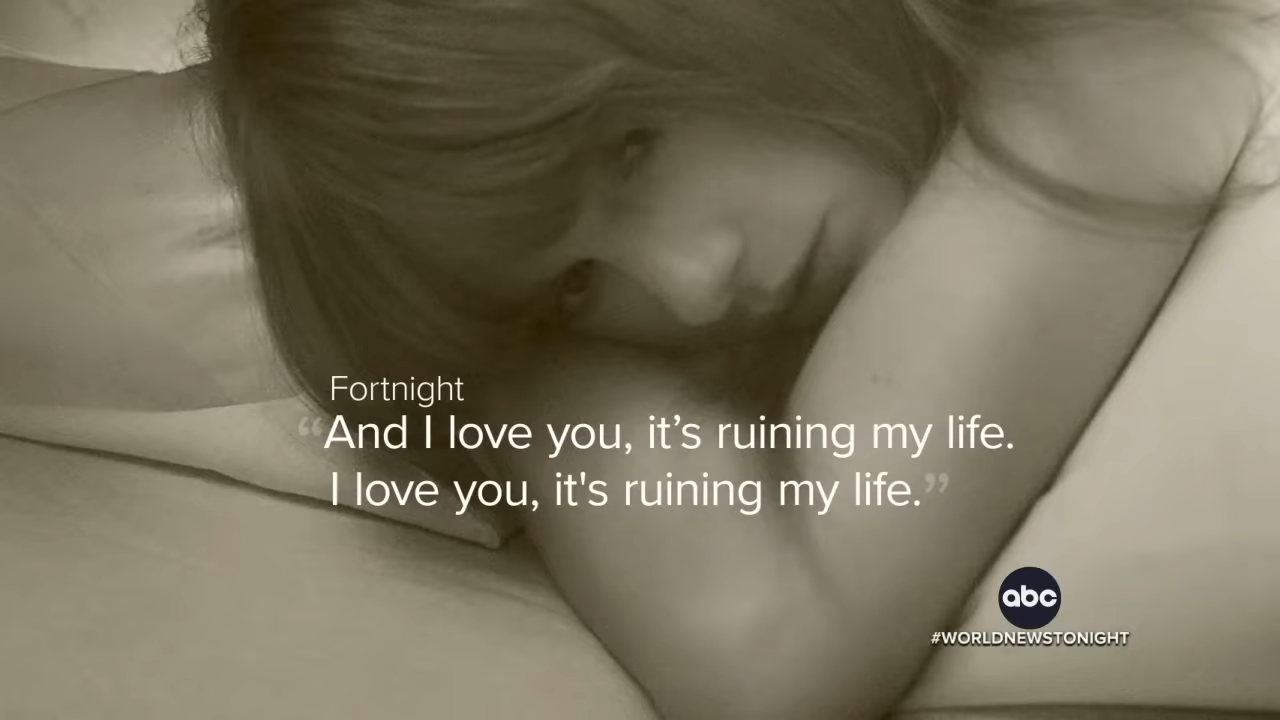 Fortnight
“And I love you, it’s ruining my life.
I love you, it's ruining my life.”
abc
#WORLDNEWSTONIGHT